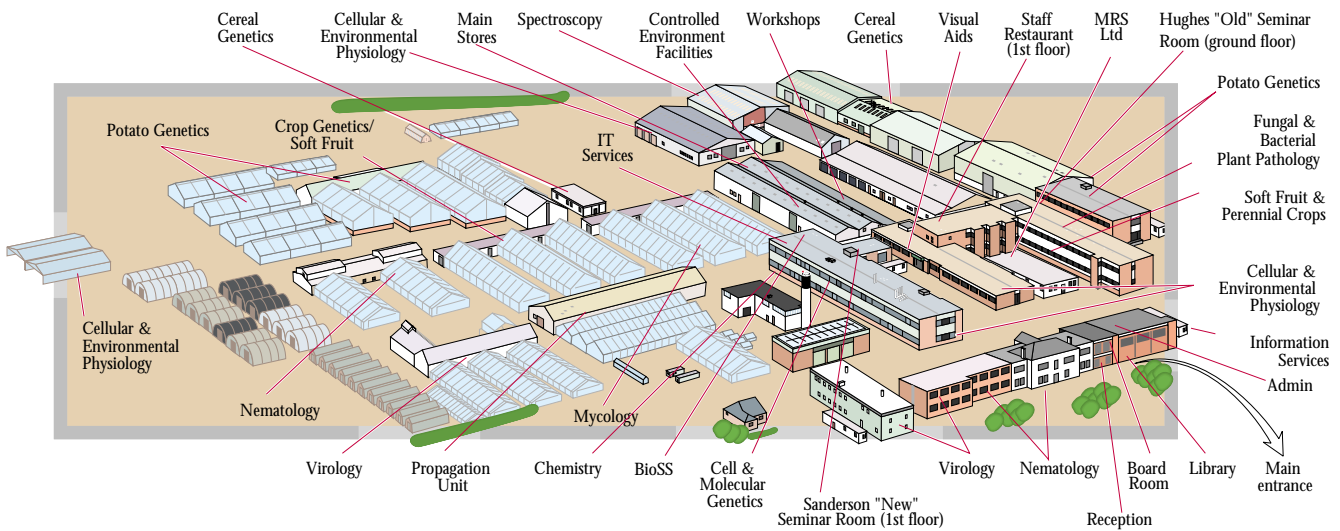 Cereal
Genetics
Cellular &
Environmental
Physiology
Main
Stores
Spectroscopy
Controlled
Environment
Facilities
Workshops
Cereal
Genetics
Visual
Aids
Staff
Restaurant
(1st floor)
MRS
Ltd
Hughes "Old" Seminar
Room (ground floor)
Potato Genetics
Crop Genetics/
Soft Fruit
IT
Services
Potato Genetics
Fungal &
Bacterial
Plant Pathology
Soft Fruit &
Perennial Crops
Cellular &
Environmental
Physiology
Cellular &
Environmental
Physiology
Information
Services
Admin
Nematology
Mycology
Virology
Propagation
Unit
Chemistry
BioSS
Cell &
Molecular
Genetics
Sanderson "New"
Seminar Room (1st floor)
Virology
Nematology
Board
Room
Reception
Library
Main
entrance